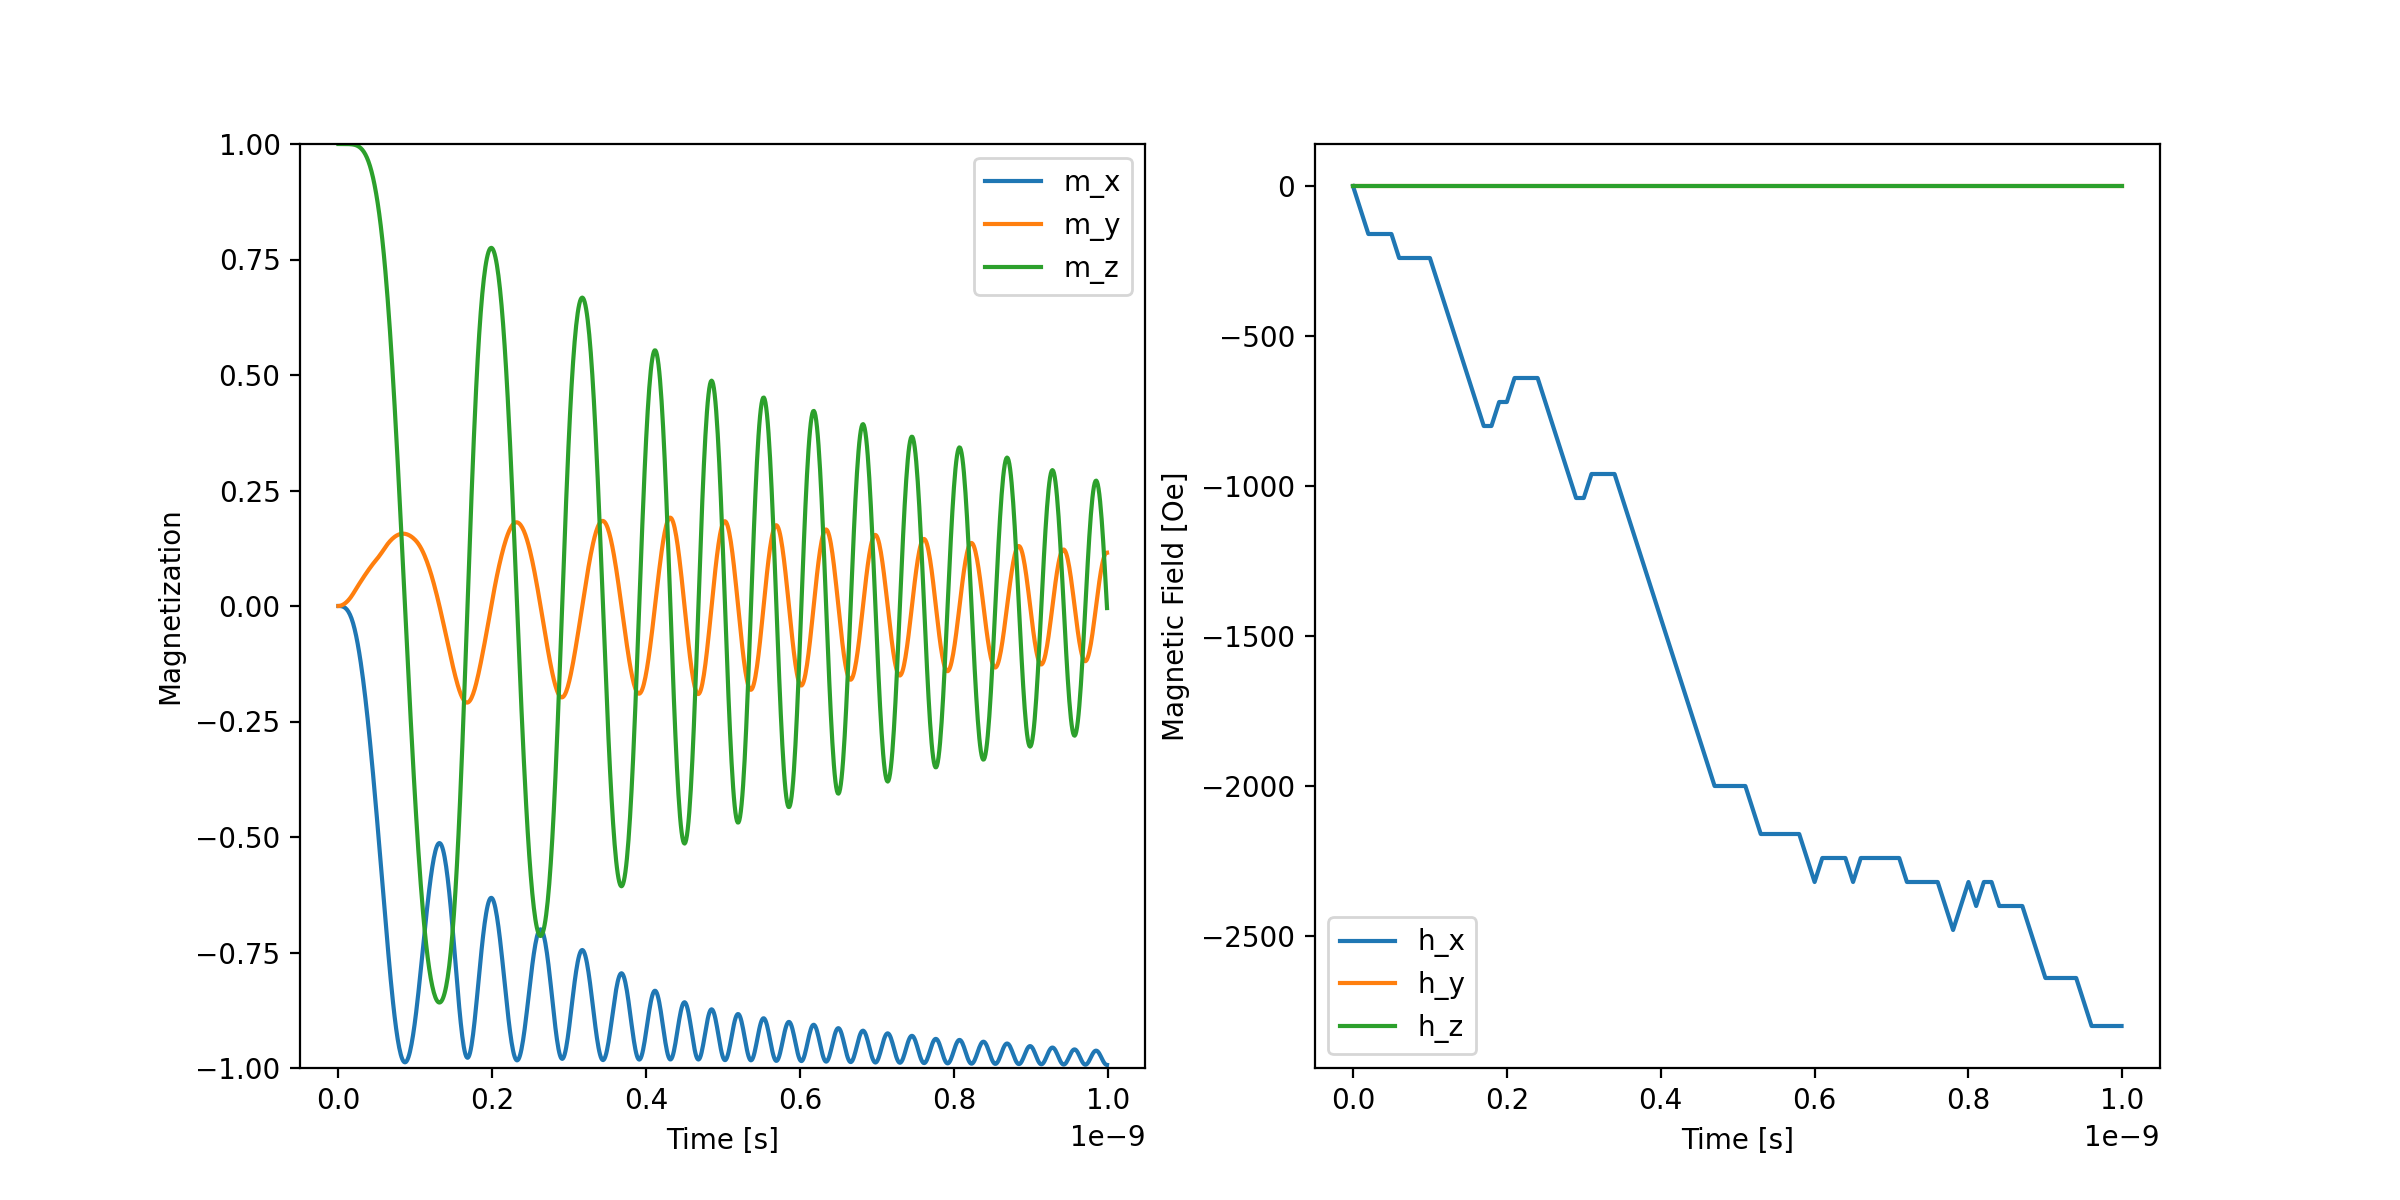 Magnetization
1.00
0.75
0.50
0.25
0.00
−0.25
−0.50
−0.75
−1.00
m_x
m_y
m_z
0.0 0.2 0.4 0.6 0.8 1.0
1e−9
Time [s]
Magnetic Field [Oe]
0
−500
−1000
−1500
−2000
−2500
h_x
h_y
h_z
0.0 0.2 0.4 0.6 0.8 1.0
1e−9
Time [s]